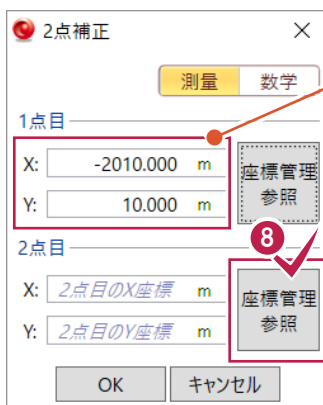 2点補正
測量 数学
1点目
X: -2010.000 m
Y: 10.000 m
座標管理
参照
8
2点目
X: 2点目のX座標 m
Y: 2点目のY座標 m
座標管理
参照
OK キャンセル